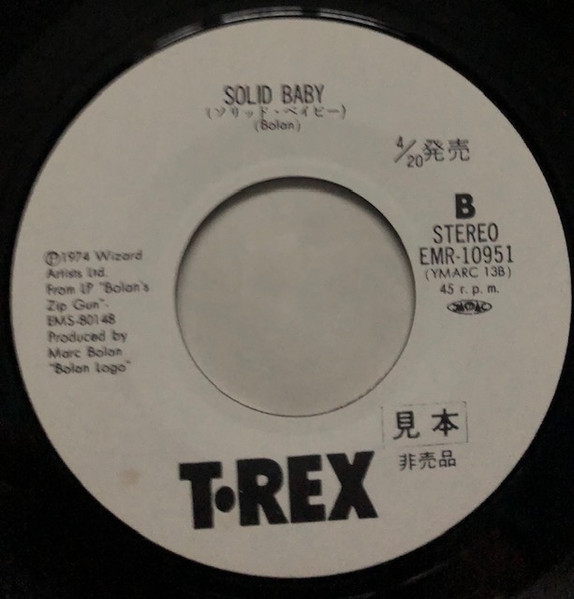 SOLID BABY
(ソリッド・ベイビー)
(Bolan)
4/20発売
B
STEREO
EMR-10951
(YMARC 13B)
45 r. p. m.
Ⓟ1974 Wizard
Artists Ltd.
From LP "Bolan's
Zip Gun"-
EMS-80148
Produced by
Marc Bolan
"Bolan Logo"
見本
非売品
T•REX